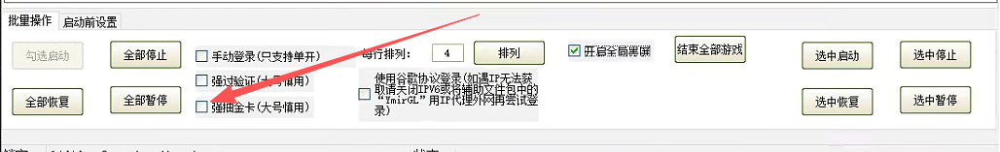 批量操作 启动前设置
勾选启动 全部停止 手动登录(只支持单开) 每行排列: 4 排列 开启全局黑屏 结束全部游戏 选中启动 选中停止
强过验证(大号慎用) 使用谷歌协议登录(如遇IP无法获
取请关闭IPV6或将辅助文件包中的
全部恢复 全部暂停 强抽金卡(大号慎用) “YmirGL”用IP代理外网再尝试登
录) 选中恢复 选中暂停
状态